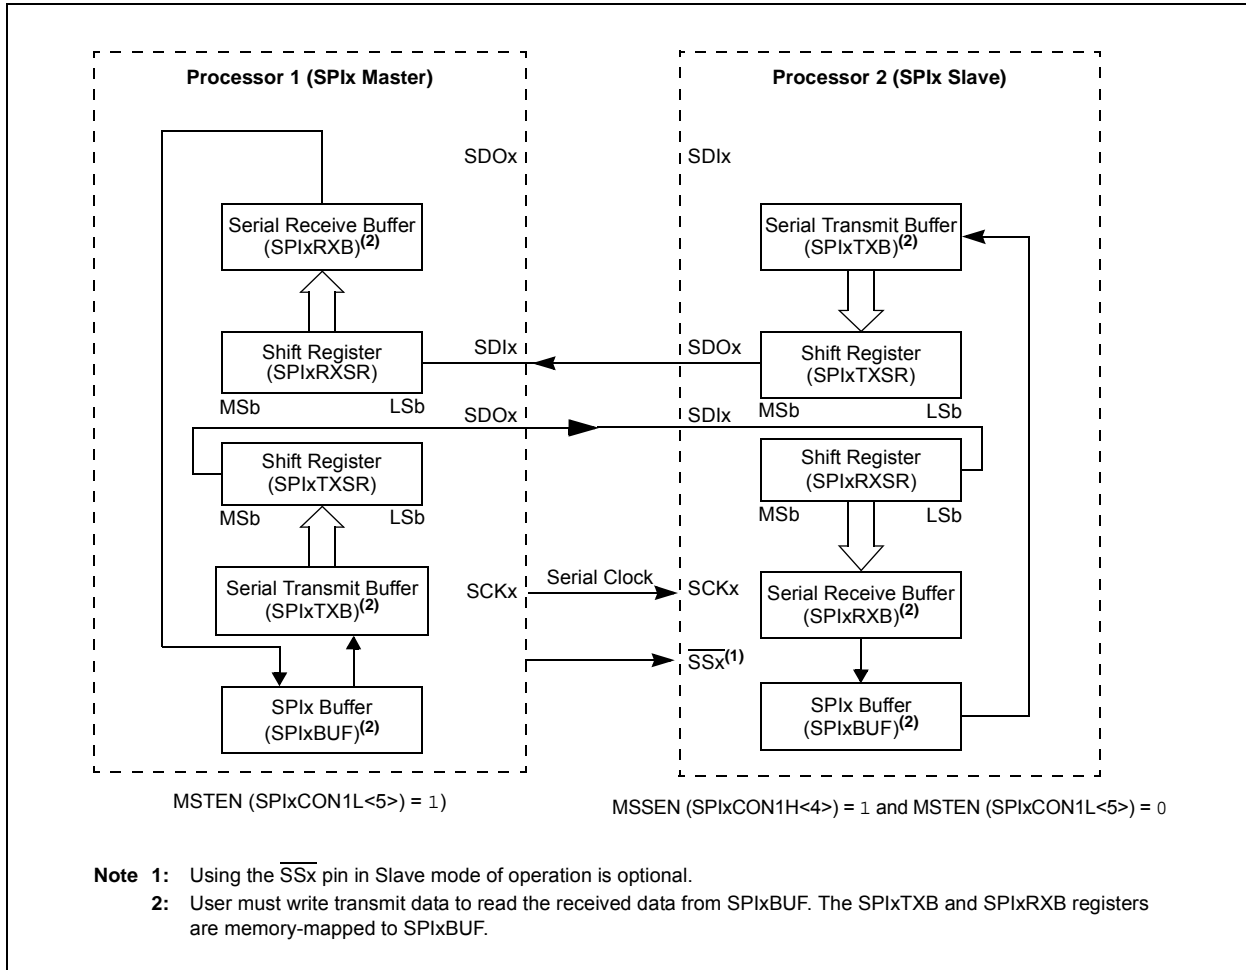 Processor 1 (SPIx Master)
Processor 2 (SPIx Slave)
SDOx
SDIx
Serial Receive Buffer
(SPIxRXB)(2)
Serial Transmit Buffer
(SPIxTXB)(2)
Shift Register
(SPIxRXSR)
SDIx
SDOx
Shift Register
(SPIxTXSR)
MSb
LSb
MSb
LSb
SDOx
SDIx
Shift Register
(SPIxTXSR)
Shift Register
(SPIxRXSR)
MSb
LSb
MSb
LSb
Serial Transmit Buffer
(SPIxTXB)(2)
SCKx
Serial Clock
SCKx
Serial Receive Buffer
(SPIxRXB)(2)
SSx(1)
SPIx Buffer
(SPIxBUF)(2)
SPIx Buffer
(SPIxBUF)(2)
MSTEN (SPIxCON1L<5>) = 1)
MSSEN (SPIxCON1H<4>) = 1 and MSTEN (SPIxCON1L<5>) = 0
Note 1: Using the SSx pin in Slave mode of operation is optional.
2: User must write transmit data to read the received data from SPIxBUF. The SPIxTXB and SPIxRXB registers
are memory-mapped to SPIxBUF.